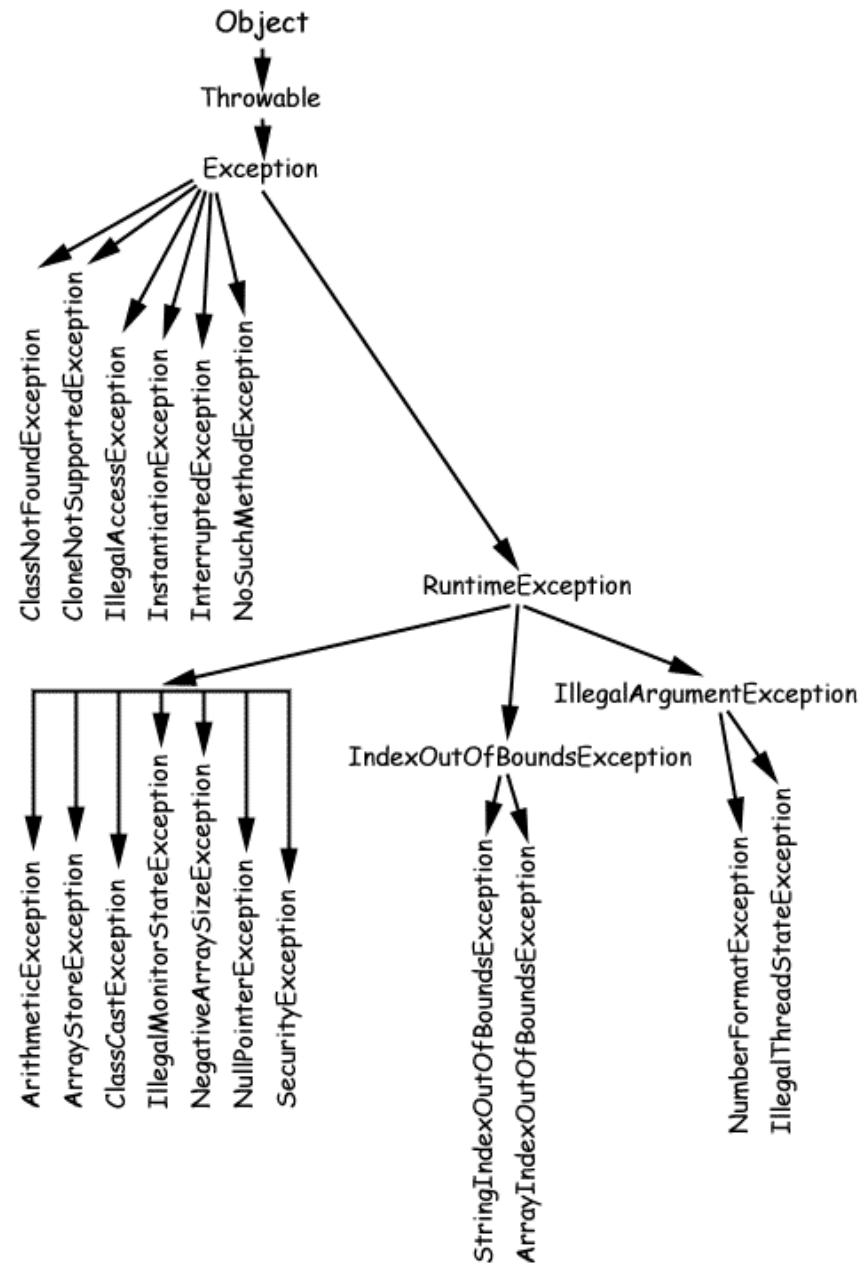 Object
Throwable
Exception
ClassNotFoundException
CloneNotSupportedException
IllegalAccessException
InstantiationException
InterruptedException
NoSuchMethodException
RuntimeException
IllegalArgumentException
IndexOutOfBoundsException
ArithmeticException
ArrayStoreException
ClassCastException
IllegalMonitorStateException
NegativeArraySizeException
NullPointerException
SecurityException
StringIndexOutOfBoundsException
ArrayIndexOutOfBoundsException
NumberFormatException
IllegalThreadStateException